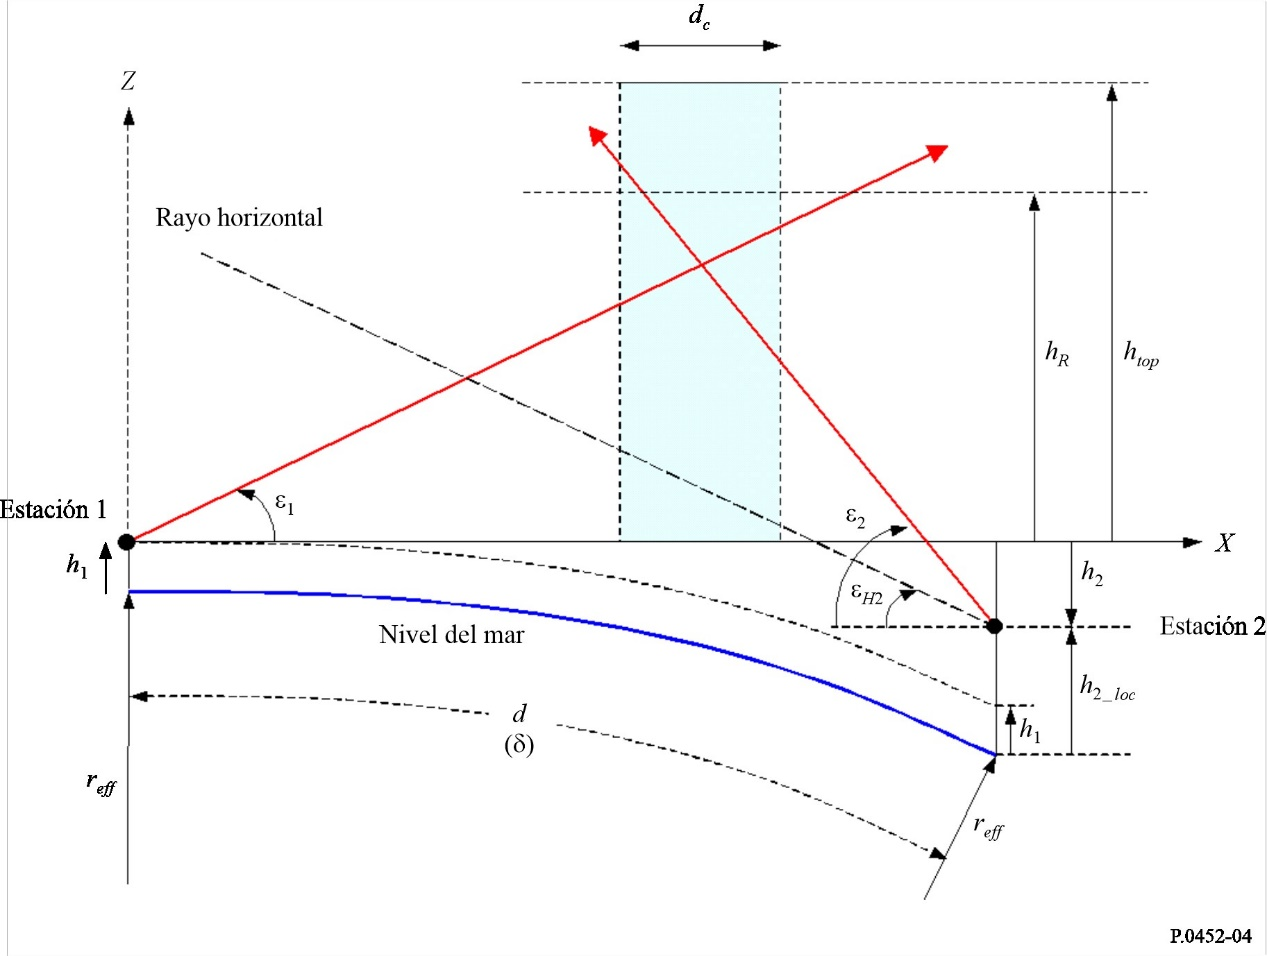 d_c
Z
Rayo horizontal
h_R
h_top
Estación 1
ε_1
ε_2
X
h_1
h_2
ε_H2
Nivel del mar
Estación 2
h_2_loc
d
(δ)
h_1
r_eff
r_eff
P.0452-04